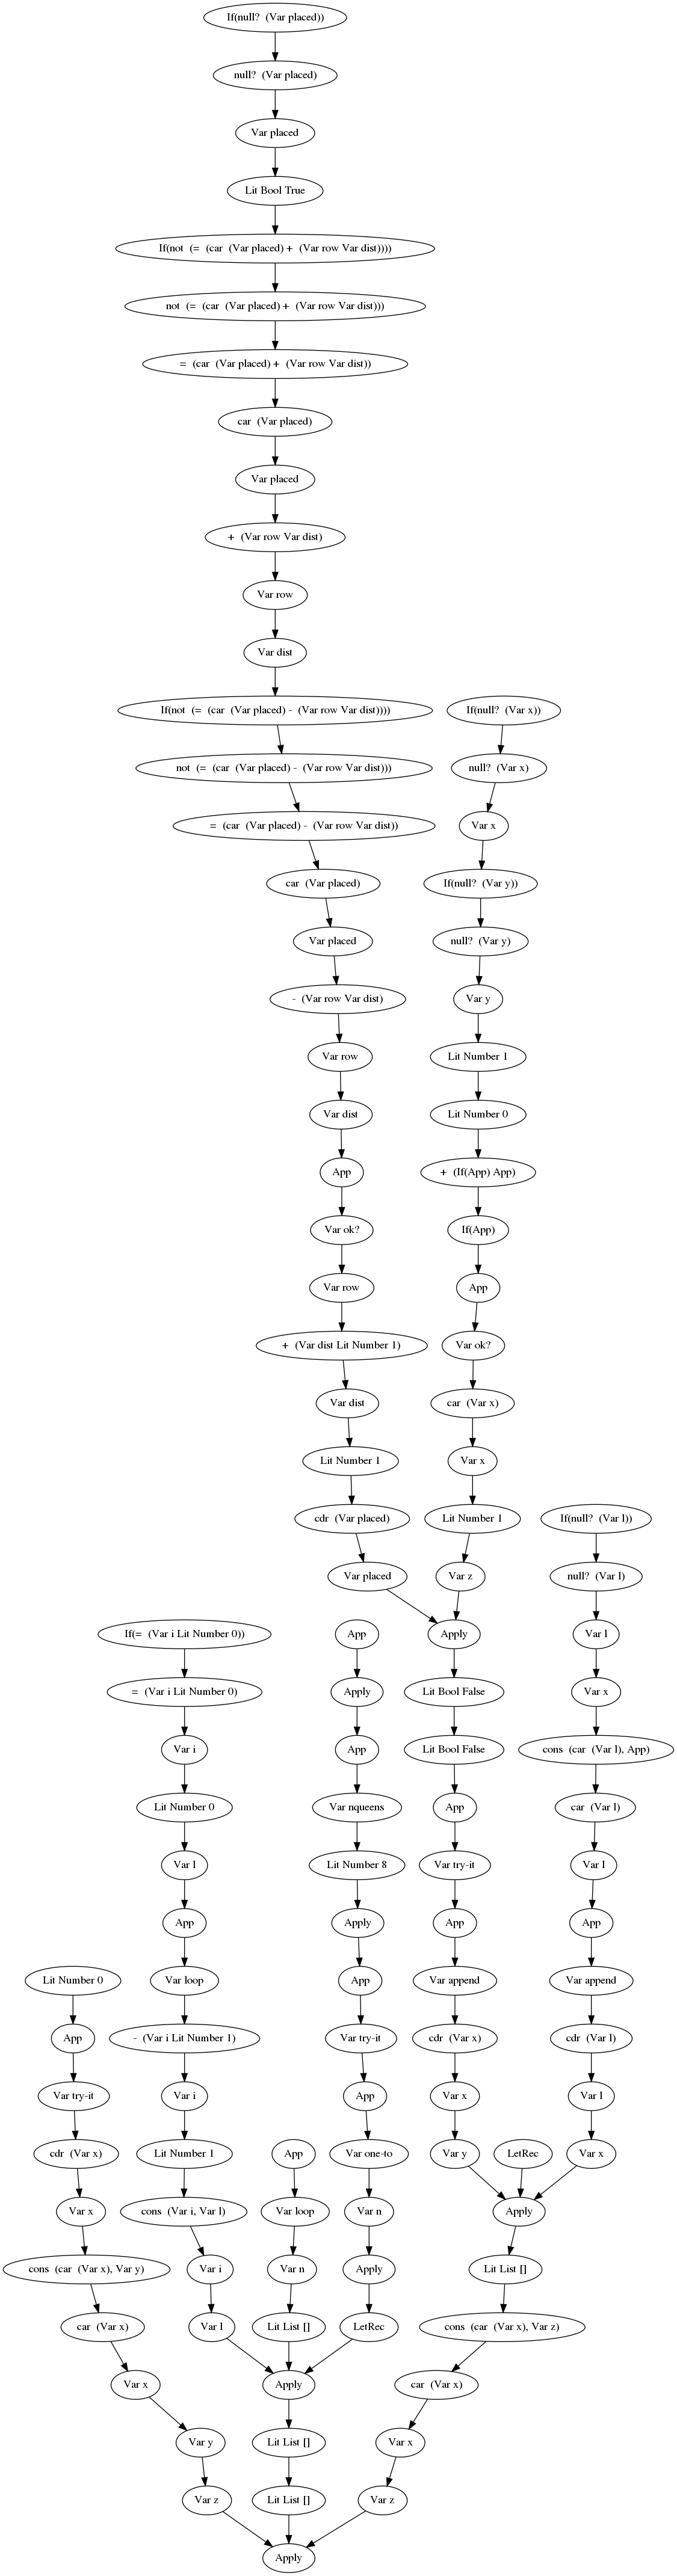 If(null? (Var placed))
null? (Var placed)
Var placed
Lit Bool True
If(not (= (car (Var placed) + (Var row Var dist))))
not (= (car (Var placed) + (Var row Var dist)))
= (car (Var placed) + (Var row Var dist))
car (Var placed)
Var placed
+ (Var row Var dist)
Var row
Var dist
If(not (= (car (Var placed) - (Var row Var dist))))
If(null? (Var x))
not (= (car (Var placed) - (Var row Var dist)))
null? (Var x)
= (car (Var placed) - (Var row Var dist))
Var x
car (Var placed)
If(null? (Var y))
Var placed
null? (Var y)
- (Var row Var dist)
Var y
Var row
Lit Number 1
Var dist
Lit Number 0
App
+ (If(App) App)
Var ok?
If(App)
Var row
App
+ (Var dist Lit Number 1)
Var ok?
Var dist
car (Var x)
Lit Number 1
Var x
cdr (Var placed)
Lit Number 1
If(null? (Var l))
Var placed
Var z
null? (Var l)
If(= (Var i Lit Number 0))
App
Apply
Var l
= (Var i Lit Number 0)
Apply
Lit Bool False
Var x
Var i
App
Lit Bool False
cons (car (Var l), App)
Lit Number 0
Var nqueens
App
car (Var l)
Var l
Lit Number 8
Var try-it
Var l
App
Apply
App
App
Lit Number 0
Var loop
App
Var append
Var append
App
- (Var i Lit Number 1)
Var try-it
cdr (Var x)
cdr (Var l)
Var try-it
Var i
App
Var x
Var l
cdr (Var x)
Lit Number 1
App
Var one-to
Var y
LetRec
Var x
Var x
cons (Var i, Var l)
Var loop
Var n
Apply
cons (car (Var x), Var y)
Var i
Var n
Apply
Lit List []
car (Var x)
Var l
Lit List []
LetRec
cons (car (Var x), Var z)
Var x
Apply
car (Var x)
Var y
Lit List []
Var x
Var z
Lit List []
Var z
Apply